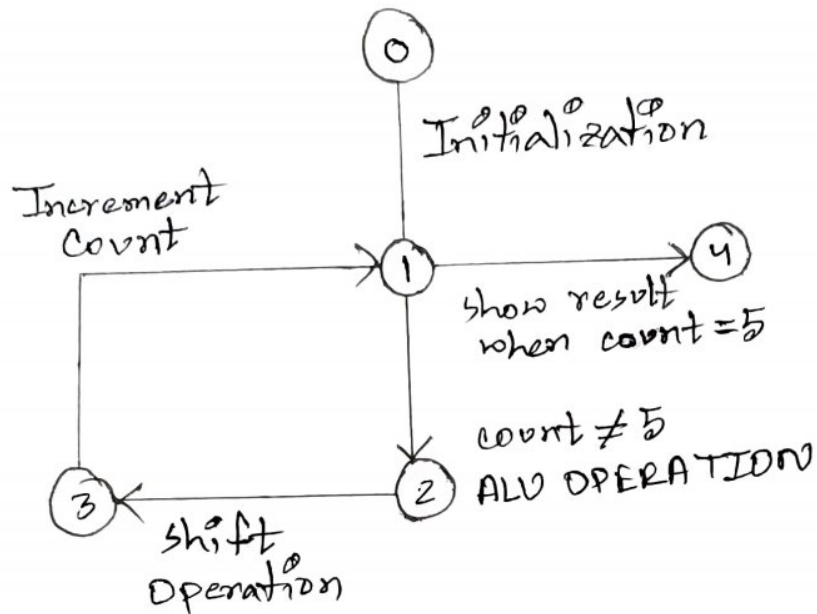 0
Initialization
Increment
Count
1
4
show result
when count = 5
count ≠ 5
ALU OPERATION
2
3
shift
operation